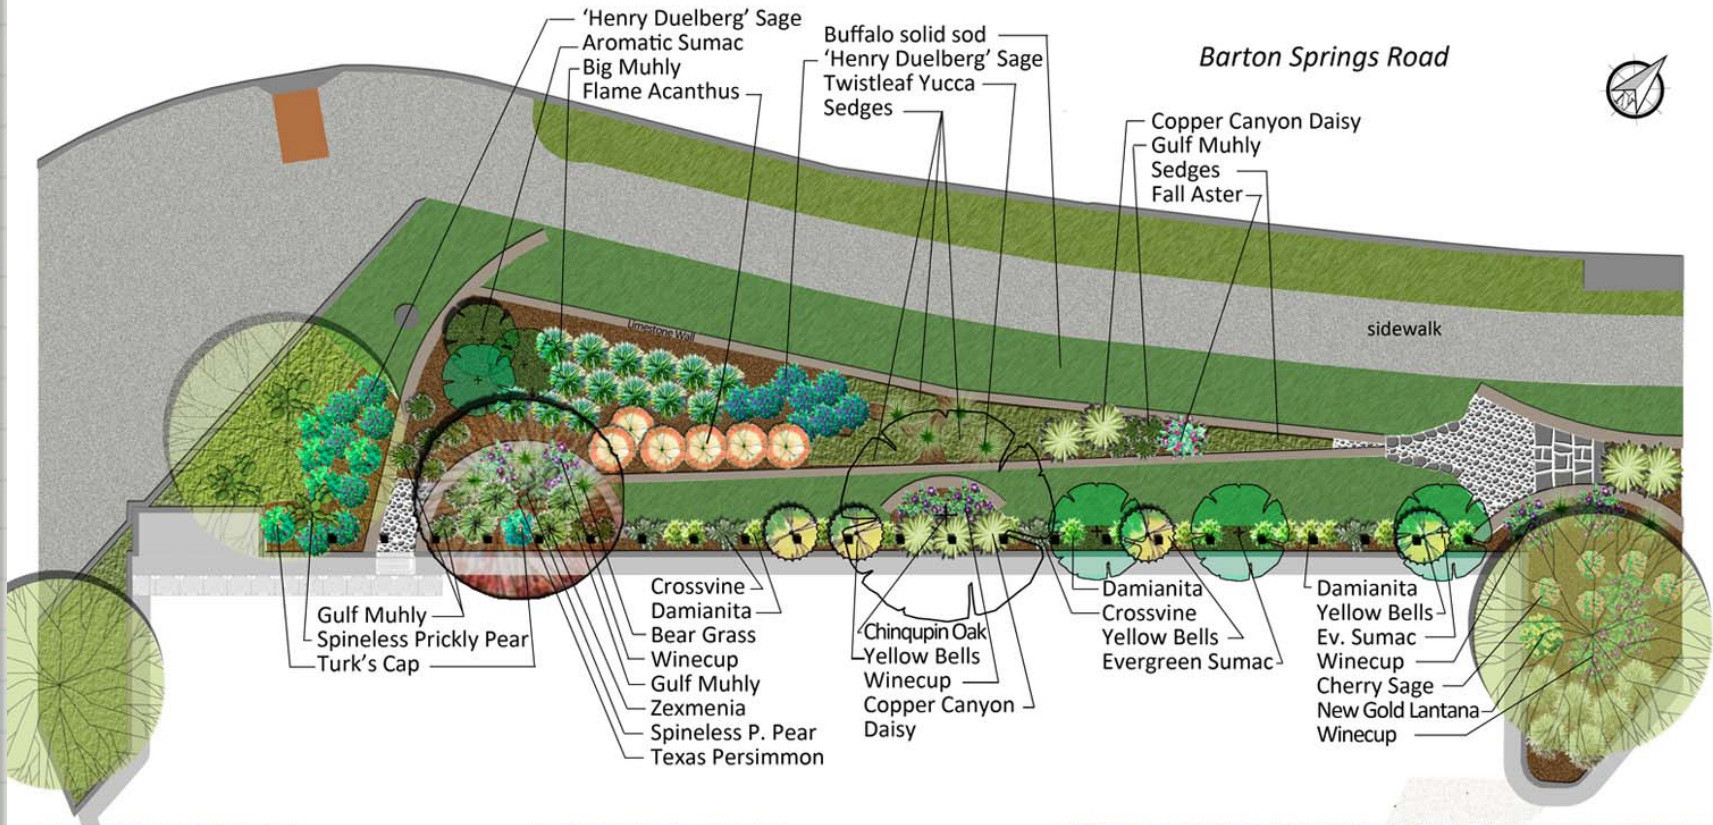 'Henry Duelberg' Sage
Aromatic Sumac
Big Muhly
Flame Acanthus
Buffalo solid sod
'Henry Duelberg' Sage
Twistleaf Yucca
Sedges
Barton Springs Road
Copper Canyon Daisy
Gulf Muhly
Sedges
Fall Aster
sidewalk
Limestone Wall
Gulf Muhly
Spineless Prickly Pear
Turk's Cap
Crossvine
Damianita
Bear Grass
Winecup
Gulf Muhly
Zexmenia
Spineless P. Pear
Texas Persimmon
Chinqupin Oak
Yellow Bells
Winecup
Copper Canyon
Daisy
Damianita
Crossvine
Yellow Bells
Evergreen Sumac
Damianita
Yellow Bells
Ev. Sumac
Winecup
Cherry Sage
New Gold Lantana
Winecup